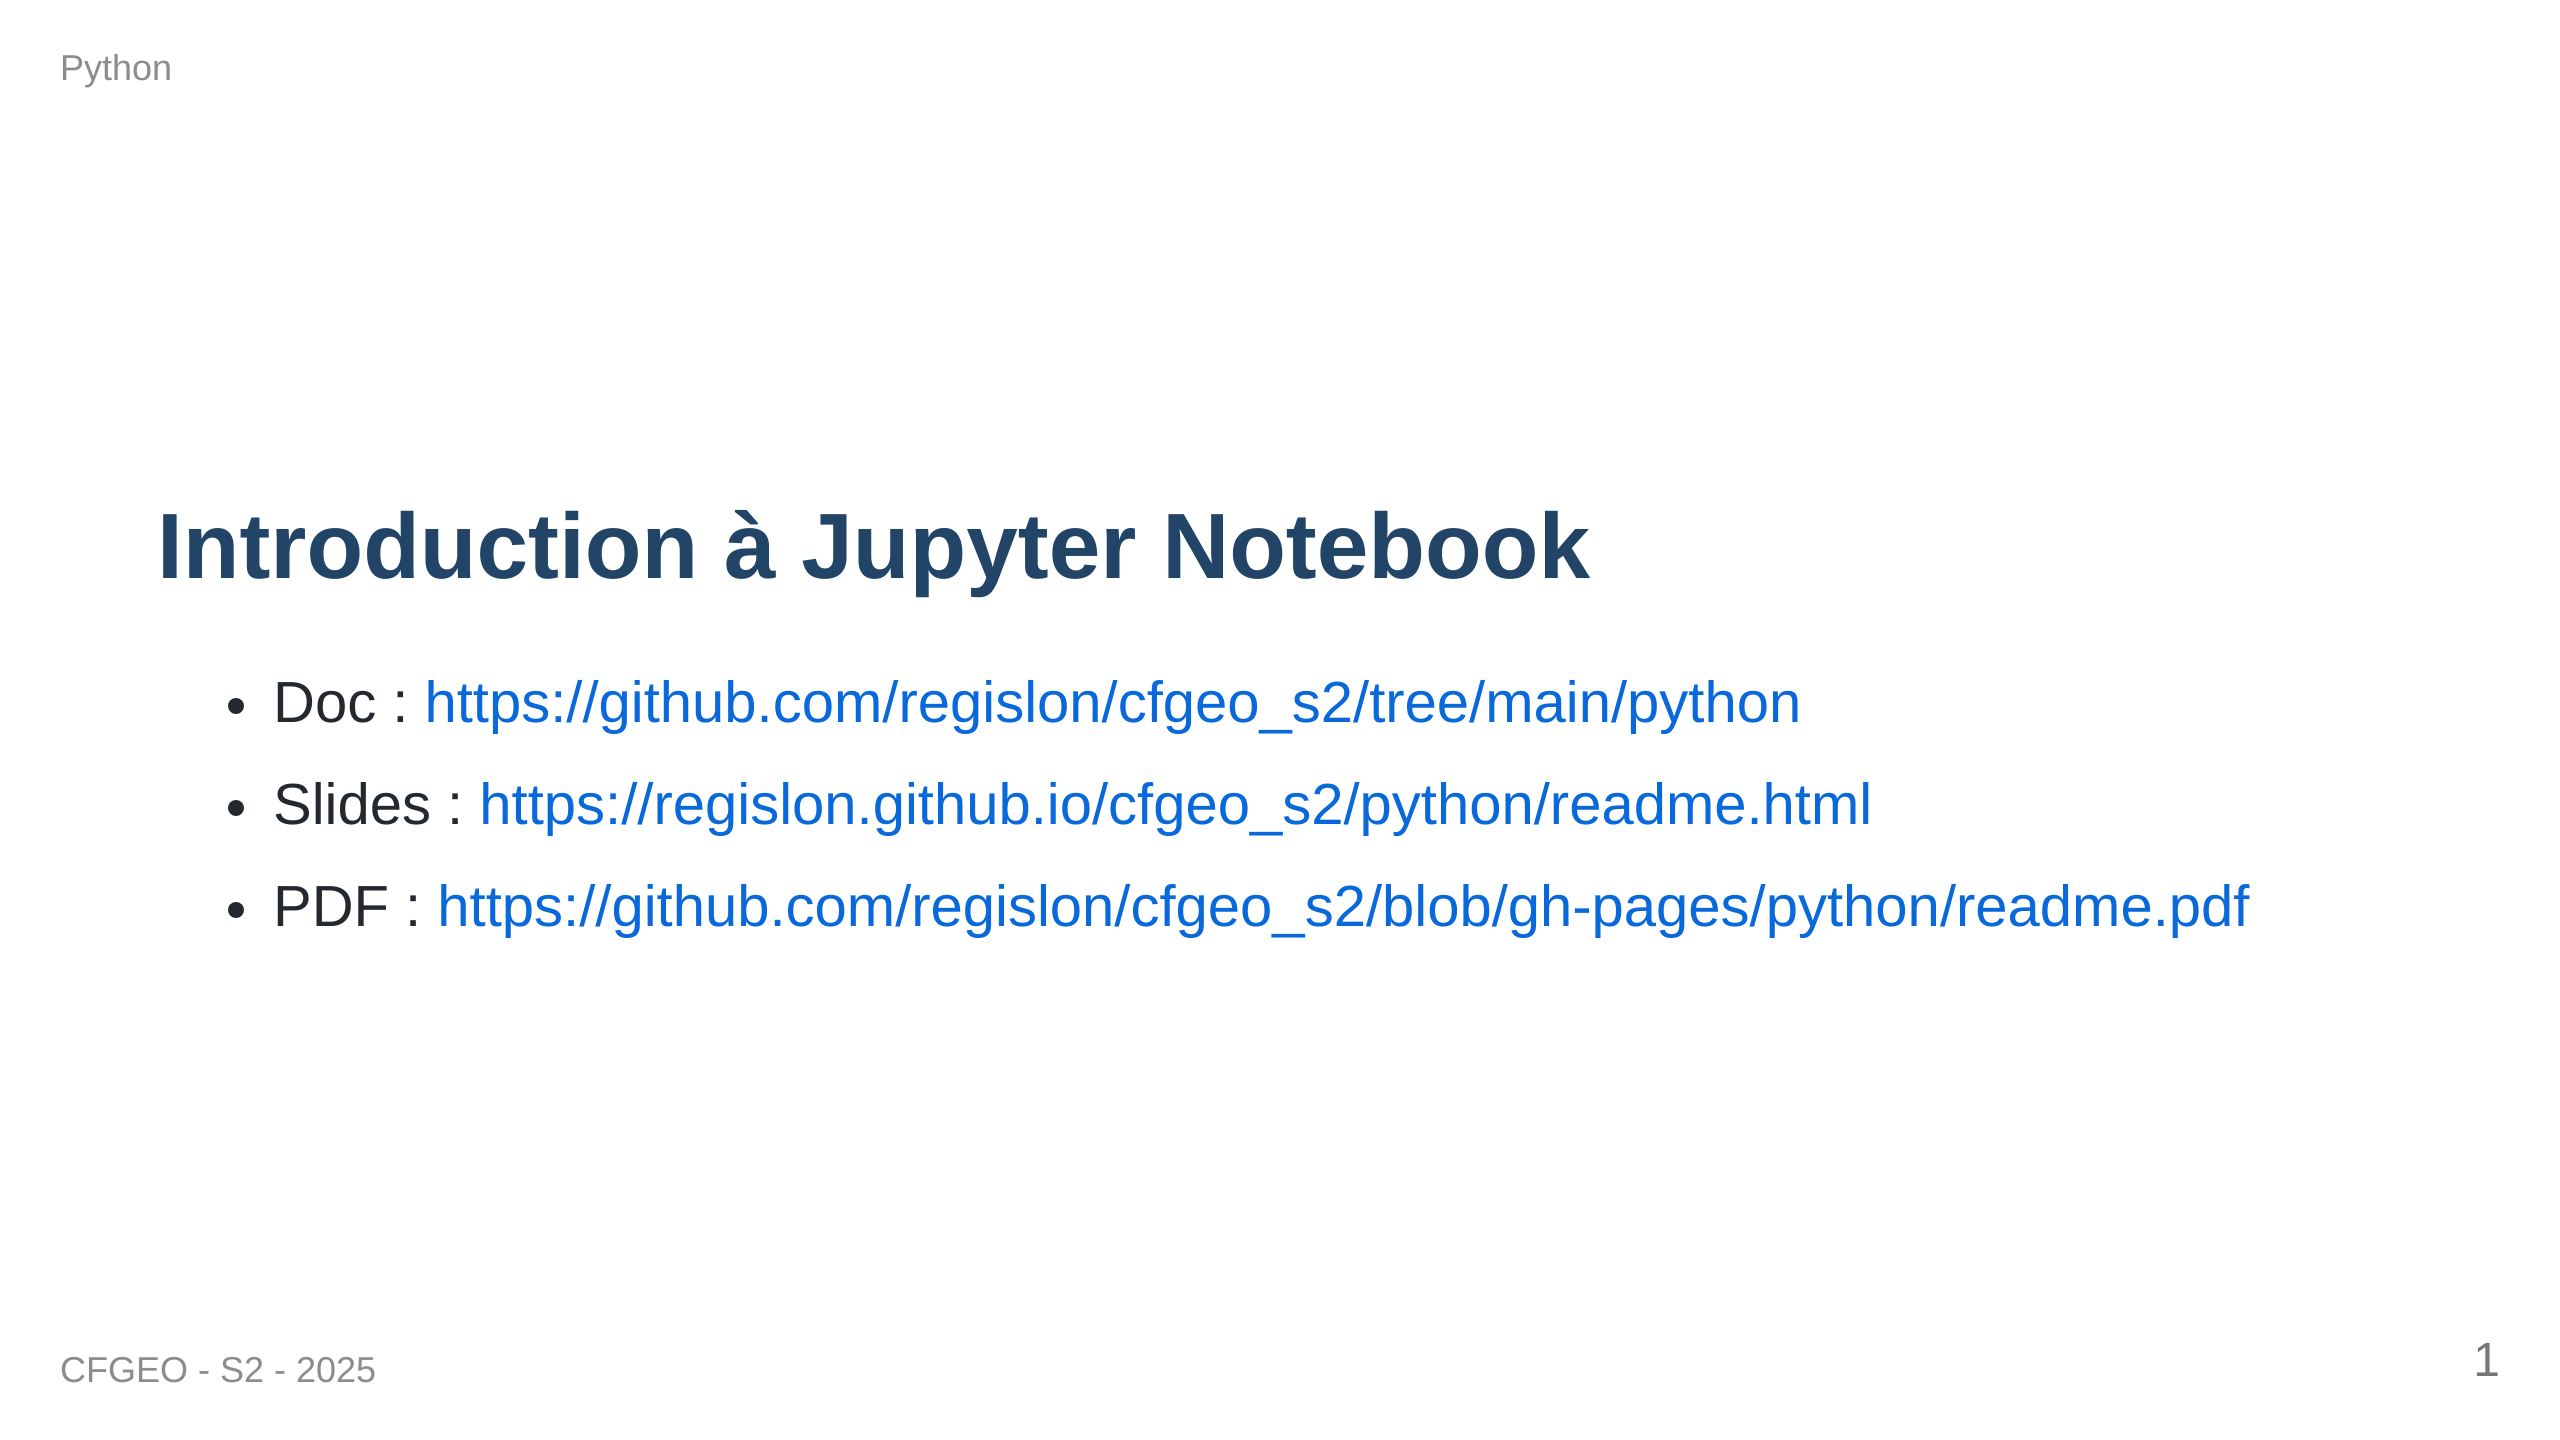 Python
Introduction à Jupyter Notebook
• Doc : https://github.com/regislon/cfgeo_s2/tree/main/python
• Slides : https://regislon.github.io/cfgeo_s2/python/readme.html
• PDF : https://github.com/regislon/cfgeo_s2/blob/gh-pages/python/readme.pdf
CFGEO - S2 - 2025
1